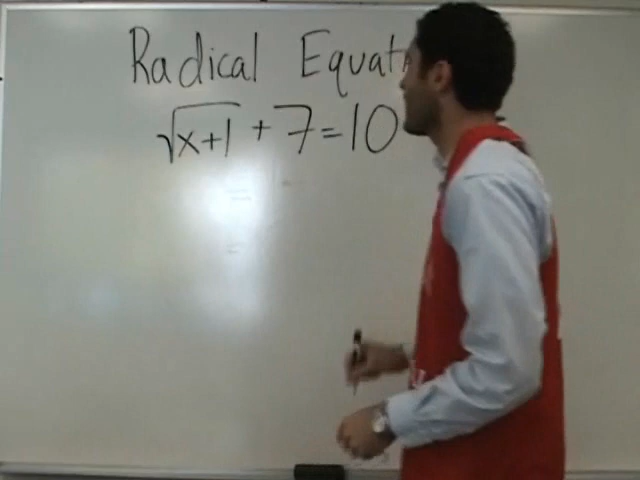 Radical Equat
√x+1 + 7 = 10